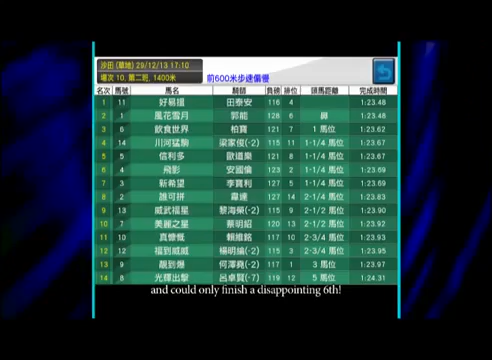 沙田 (草地) 29/12/13 17:10
場次 10, 第二班, 1400米
前600米步速偏慢
名次 馬號 馬名 騎師 負磅 排位 頭馬距離 完成時間
1 11 好易搵 田泰安 116 4 1:23.48
2 1 風花雪月 郭能 128 6 鼻 1:23.48
3 6 飲食世界 柏寶 121 7 1 馬位 1:23.62
4 14 川河猛駒 梁家俊(-2) 115 11 1-1/4 馬位 1:23.67
5 5 信利多 歐道樂 121 8 1-1/4 馬位 1:23.67
6 4 飛影 安國倫 123 2 1-1/4 馬位 1:23.69
7 3 新希望 李寶利 127 5 1-1/4 馬位 1:23.69
8 2 誰可拼 韋達 127 14 2-1/4 馬位 1:23.83
9 13 威武福星 黎海榮(-2) 115 9 2-1/2 馬位 1:23.90
10 7 美麗之星 蔡明紹 120 13 2-1/2 馬位 1:23.92
11 10 真慷慨 賴維銘 117 10 2-3/4 馬位 1:23.93
12 12 福到威威 楊明綸(-2) 115 3 2-3/4 馬位 1:23.95
13 9 靚到爆 何澤堯(-2) 117 1 3 馬位 1:23.97
14 8 光輝出擊 呂卓賢(-7) 119 12 5 馬位 1:24.31
and could only finish a disappointing 6th!